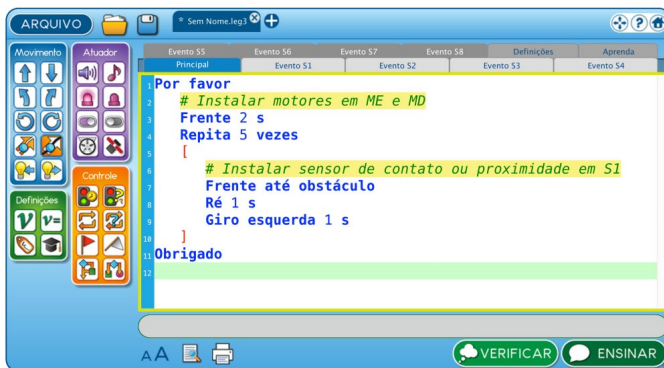 ARQUIVO
* Sem Nome.leg3
Movimento
Atuador
Controle
Definições
V
V=
Evento S5 Evento S6 Evento S7 Evento S8 Definições Aprenda
Principal Evento S1 Evento S2 Evento S3 Evento S4
1 Por favor
2 # Instalar motores em ME e MD
3 Frente 2 s
4 Repita 5 vezes
5 [
6 # Instalar sensor de contato ou proximidade em S1
7 Frente até obstáculo
8 Ré 1 s
9 Giro esquerda 1 s
10 ]
11 Obrigado
12
A A
VERIFICAR
ENSINAR